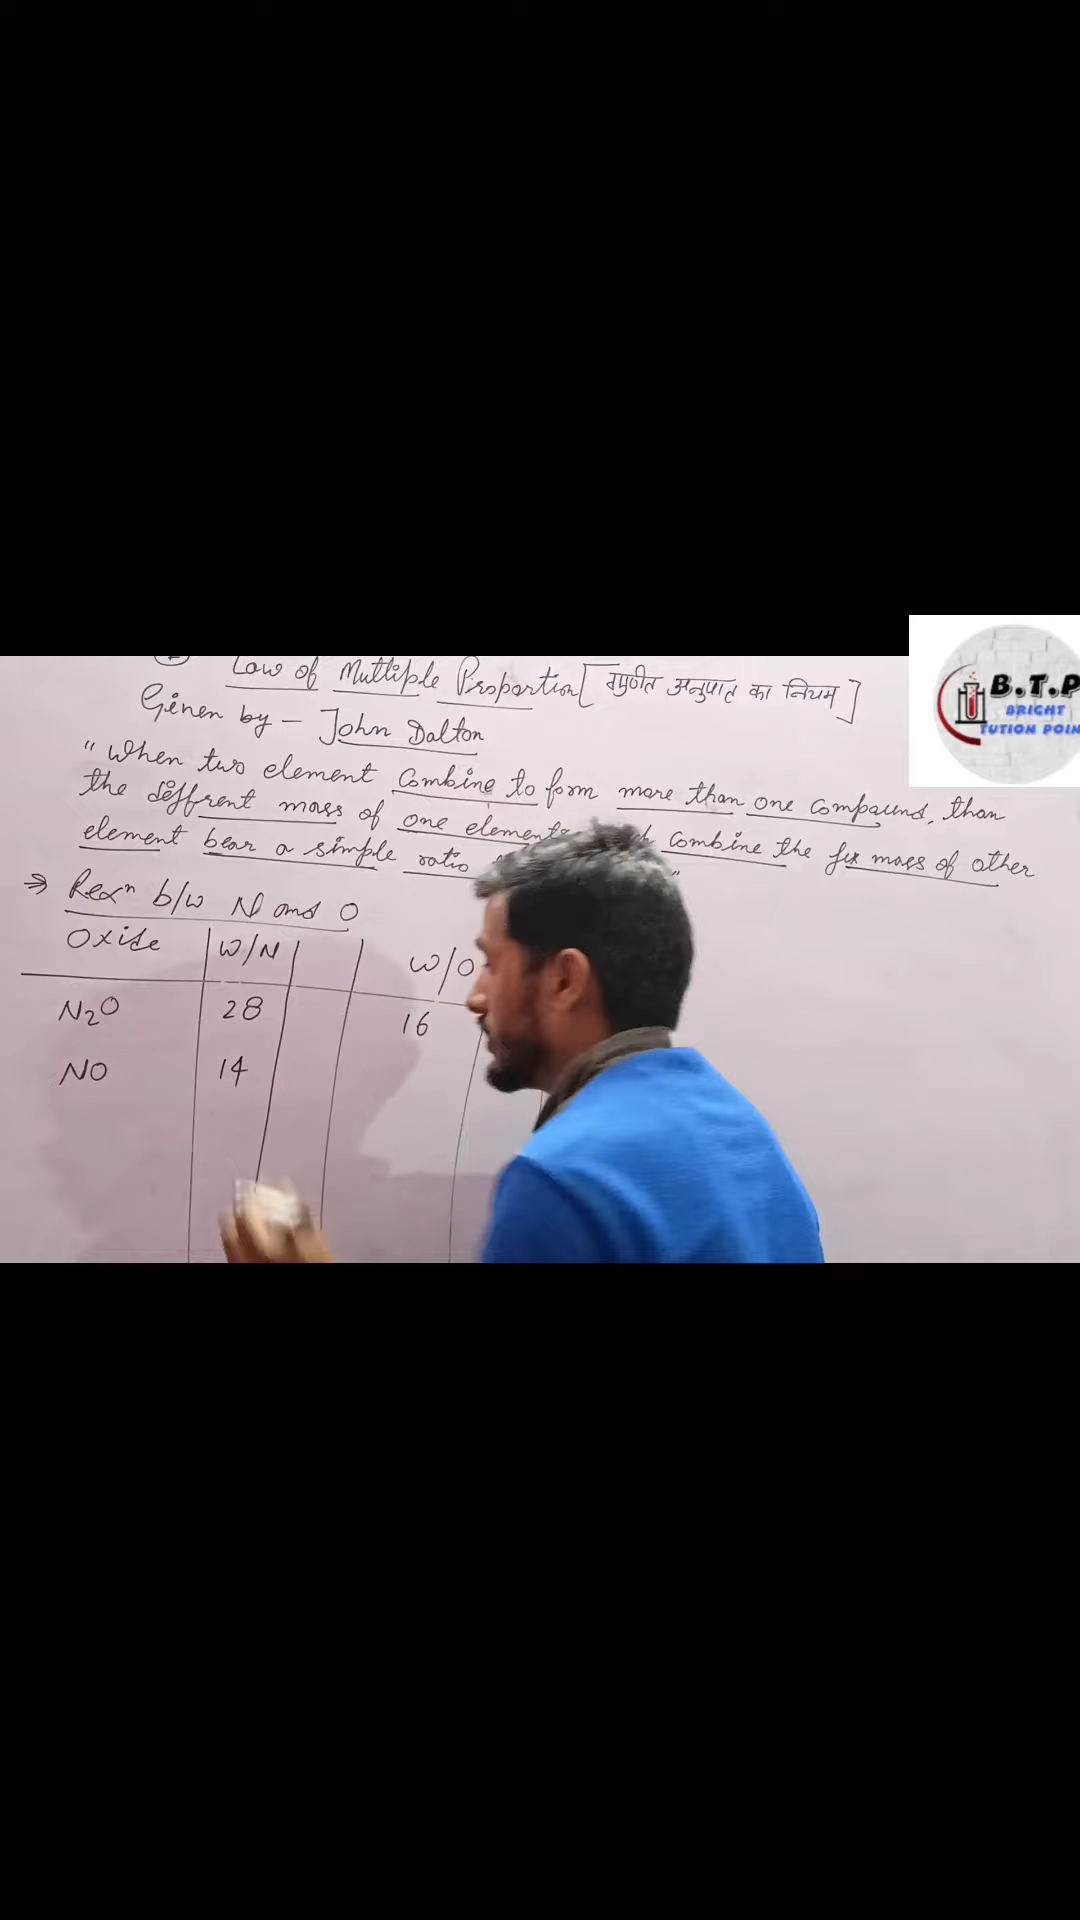 Law of Multiple Proportion [गुणीत अनुपात का नियम]
Given by - John Dalton
" When two element Combine to form more than one compound, than
the diffrent mass of one element combine the fix mass of other
element bear a simple ratio "
⇒ Rexⁿ b/w N and O
Oxide W/N W/O
N₂O 28 16
NO 14
B.T.P
BRIGHT
TUTION POIN